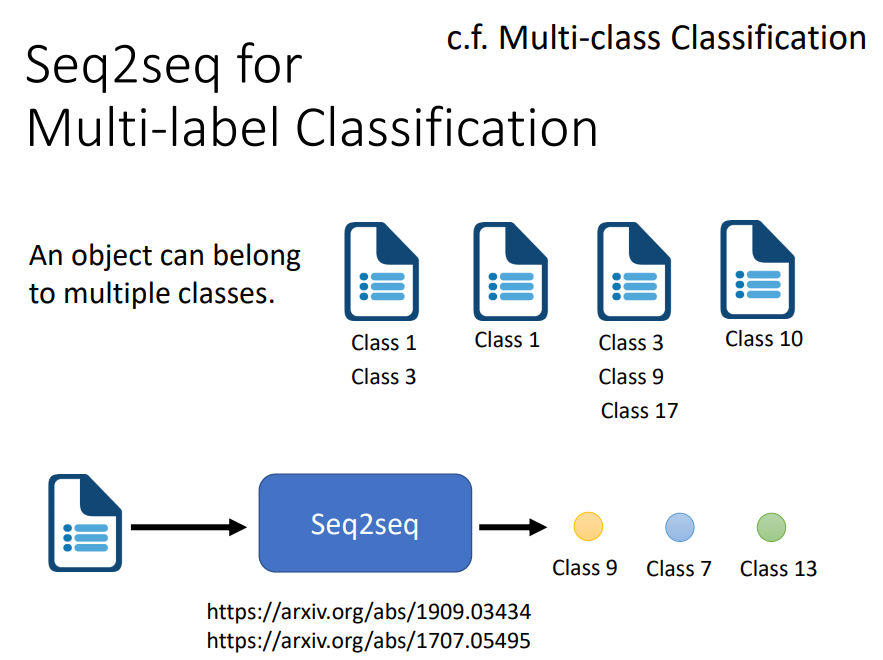 c.f. Multi-class Classification
Seq2seq for
Multi-label Classification
An object can belong
to multiple classes.
Class 1
Class 3
Class 1
Class 3
Class 9
Class 17
Class 10
Seq2seq
Class 9
Class 7
Class 13
https://arxiv.org/abs/1909.03434
https://arxiv.org/abs/1707.05495